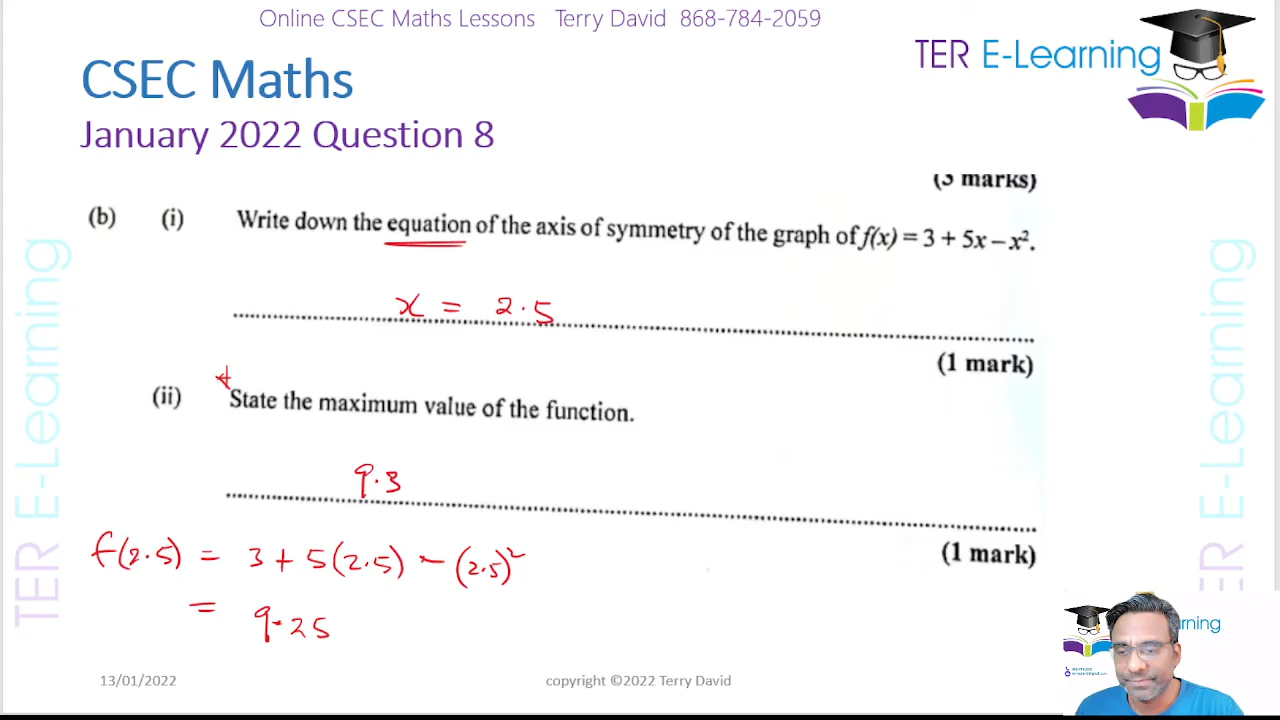 Online CSEC Maths Lessons Terry David 868-784-2059
TER E-Learning
CSEC Maths
January 2022 Question 8
(3 marks)
(b) (i) Write down the equation of the axis of symmetry of the graph of f(x) = 3 + 5x – x².
x = 2.5
(1 mark)
(ii) State the maximum value of the function.
9.3
(1 mark)
f(2.5) = 3 + 5(2.5) - (2.5)²
= 9.25
TER E-Learning
TER E-Learning
arning
13/01/2022
copyright ©2022 Terry David